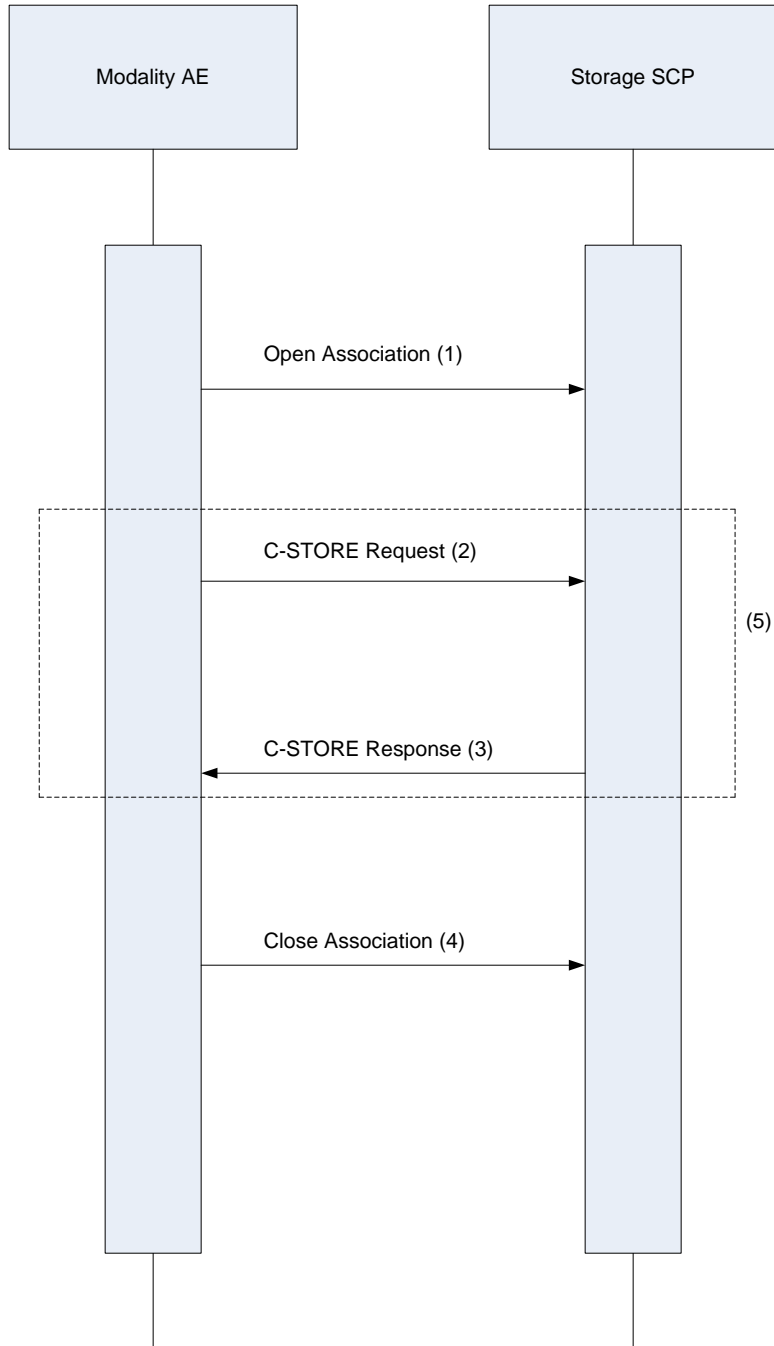 Modality AE
Storage SCP
Open Association (1)
C-STORE Request (2)
(5)
C-STORE Response (3)
Close Association (4)